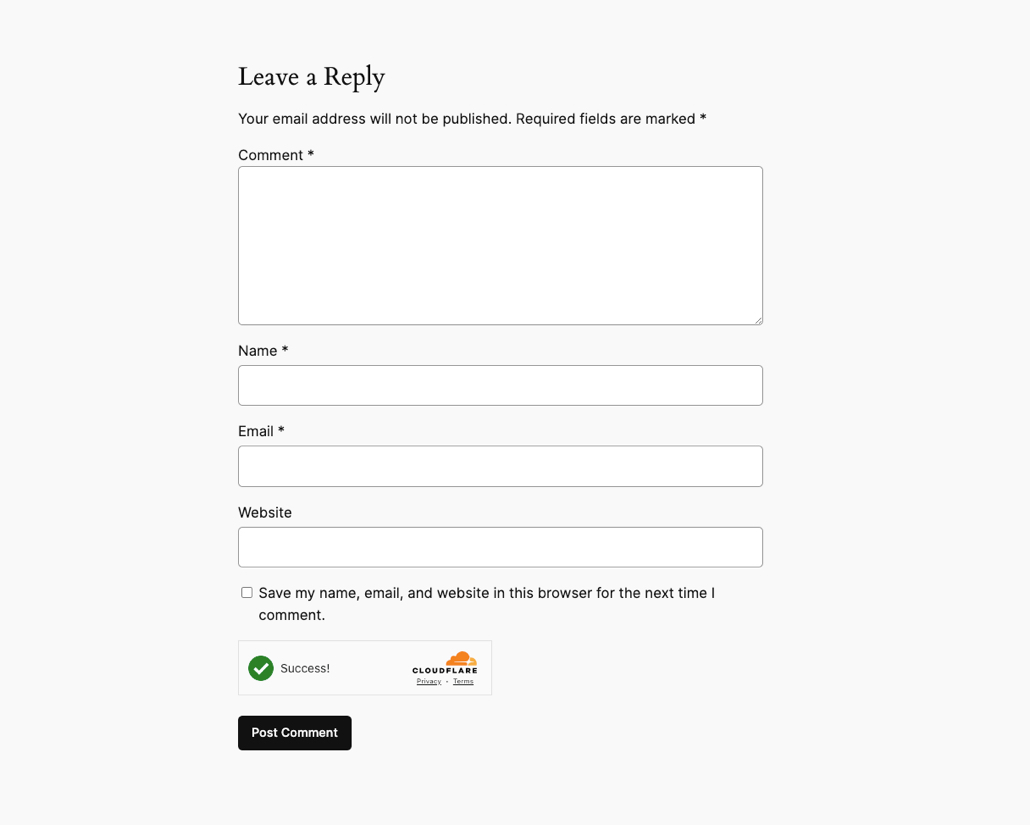 Leave a Reply
Your email address will not be published. Required fields are marked *
Comment *
Name *
Email *
Website
Save my name, email, and website in this browser for the next time I
comment.
Success!
CLOUDFLARE
Privacy • Terms
Post Comment